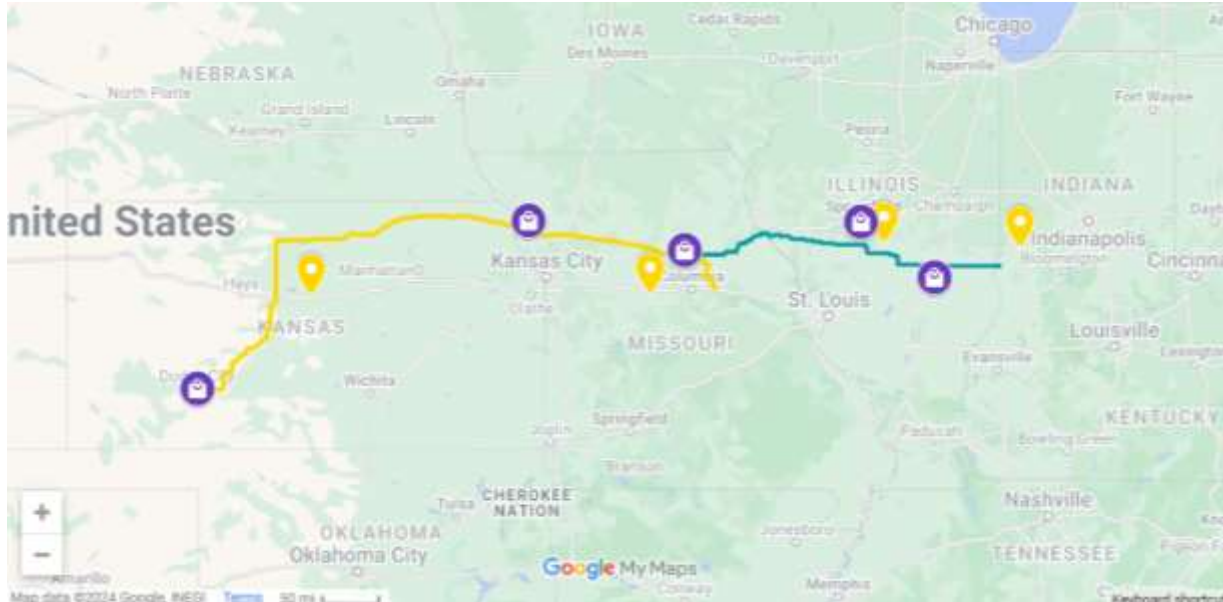 Chicago
Cedar Rapids
IOWA
Des Moines
Davenport
Naperville
NEBRASKA
Omaha
North Platte
Fort Wayne
Grand Island
Lincoln
Kearney
Peoria
ILLINOIS
INDIANA
Champaign
nited States
Indianapolis
Manhattan
Kansas City
Bloomington
Cincinna
Hays
Columbia
St. Louis
Olathe
KANSAS
MISSOURI
Louisville
Evansville
Lexington
Wichita
Springfield
KENTUCKY
Joplin
Paducah
Bowling Green
Branson
CHEROKEE
NATION
Tulsa
Nashville
+
−
OKLAHOMA
Jonesboro
Oklahoma City
TENNESSEE
Google My Maps
Amarillo
Memphis
Conway
Map data ©2024 Google, INEGI
Terms
50 mi
Keyboard shortcu